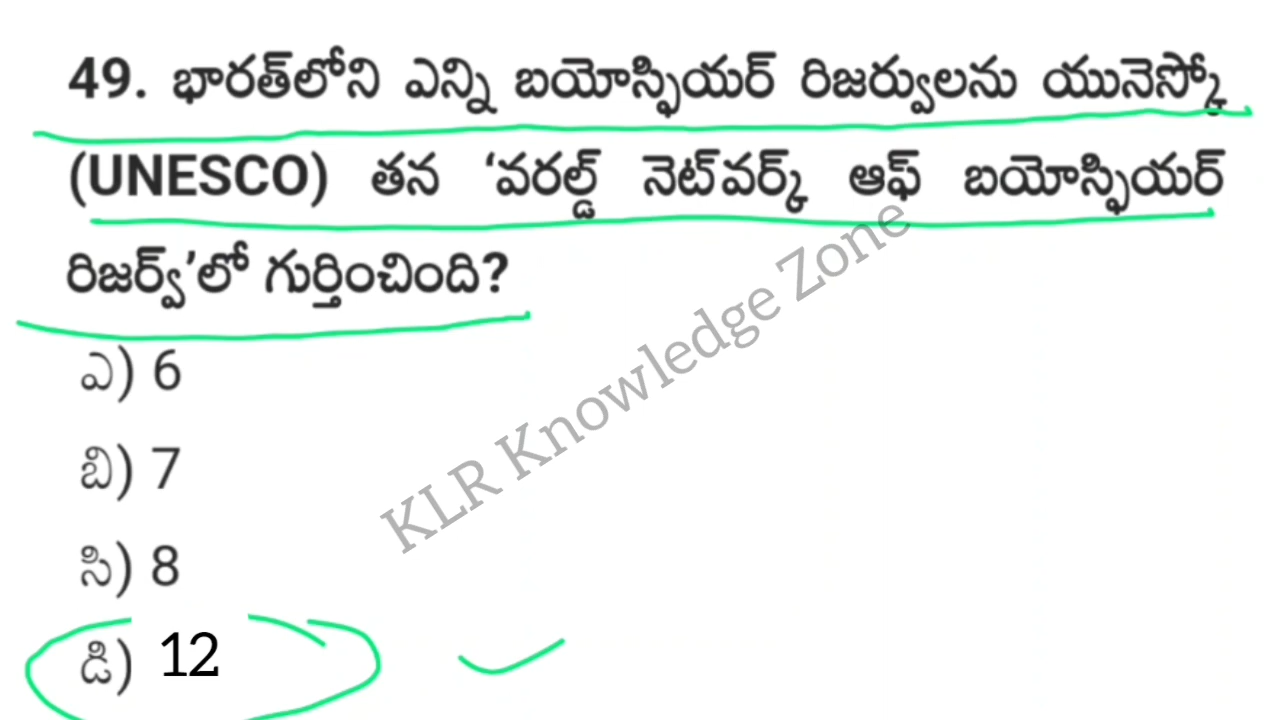 49. భారత్‌లోని ఎన్ని బయోస్ఫియర్ రిజర్వులను యునెస్కో
(UNESCO) తన ‘వరల్డ్ నెట్‌వర్క్ ఆఫ్ బయోస్ఫియర్
రిజర్వ్’లో గుర్తించింది?
ఎ) 6
బి) 7
సి) 8
డి) 12
KLR Knowledge Zone